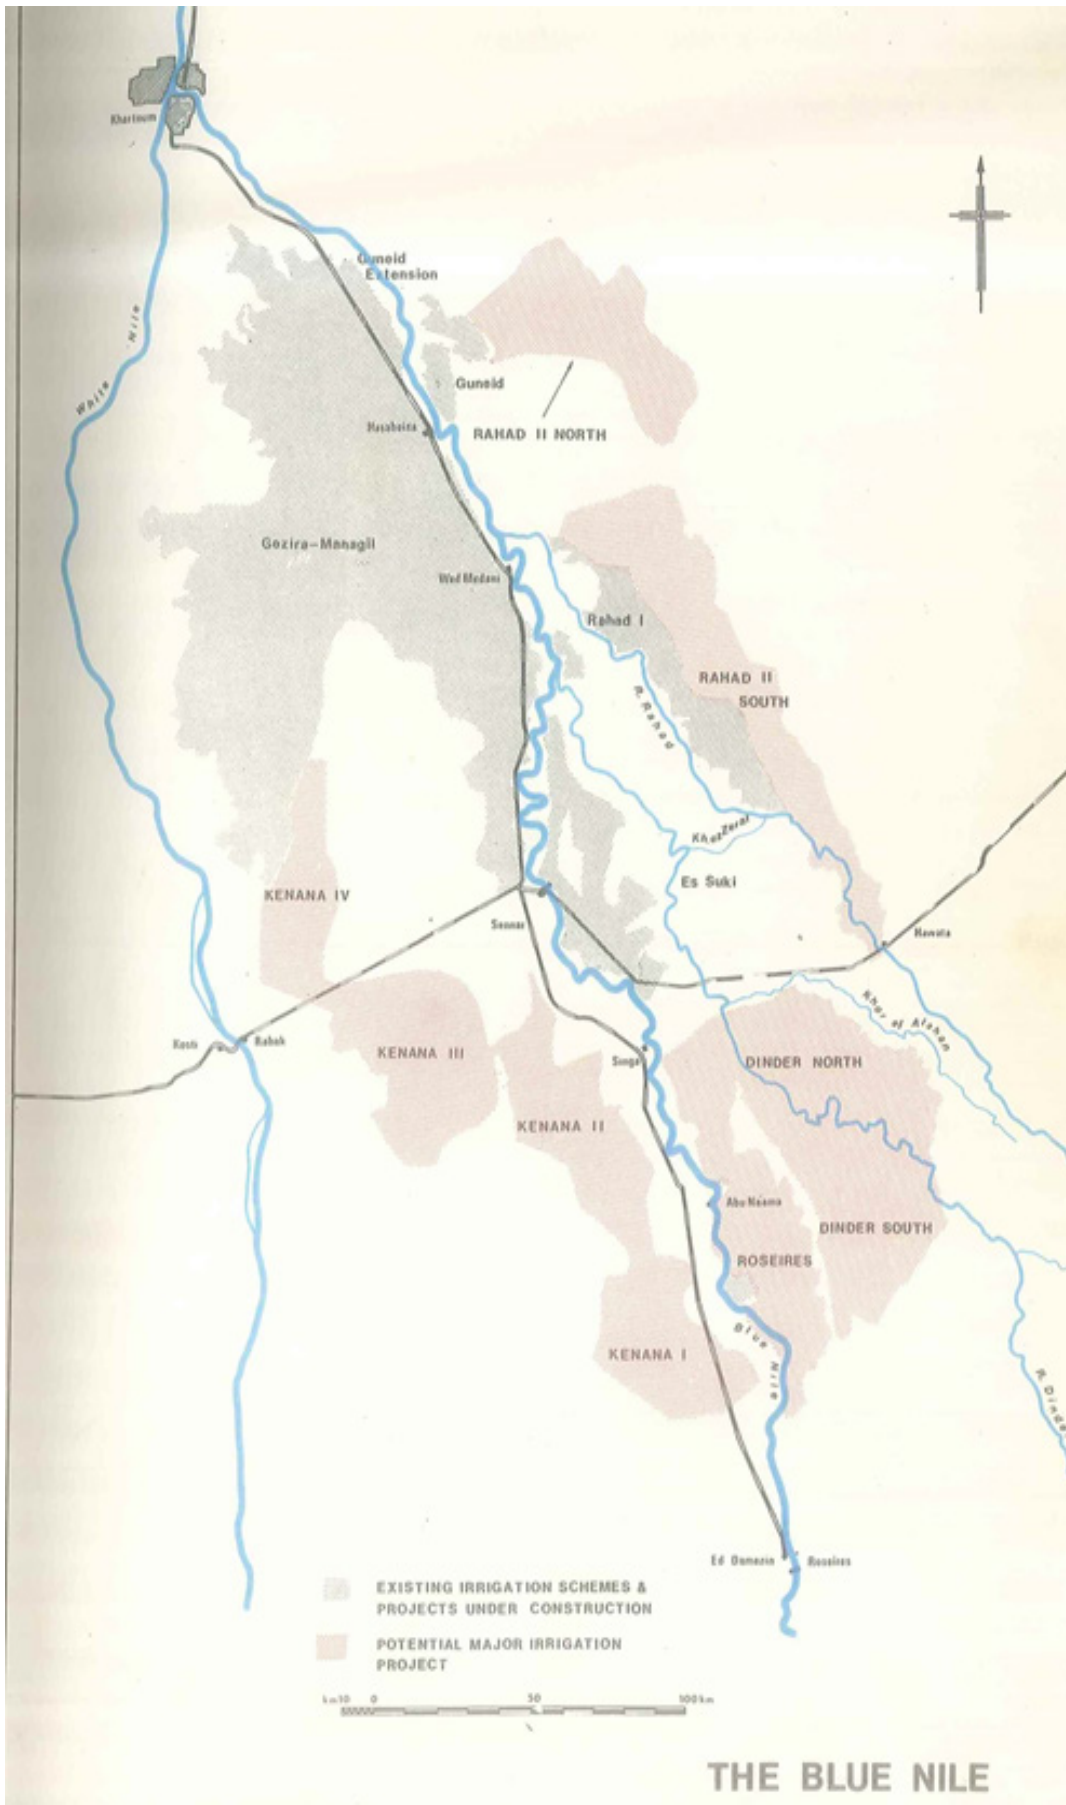 Khartoum
Guneid
Extension
White Nile
Guneid
RAHAD II NORTH
Hasaheisa
Gezira-Managil
Wad Medani
Rahad I
RAHAD II
SOUTH
R. Rahad
Khor Zerai
KENANA IV
Es Suki
Sennar
Hawata
Khor el Atshan
Kosti
Rabak
KENANA III
Singa
DINDER NORTH
KENANA II
Abu Naama
DINDER SOUTH
ROSEIRES
Blue Nile
KENANA I
R. Dinder
Ed Damazin
Roseires
EXISTING IRRIGATION SCHEMES &
PROJECTS UNDER CONSTRUCTION
POTENTIAL MAJOR IRRIGATION
PROJECT
km10 0 50 100km
THE BLUE NILE